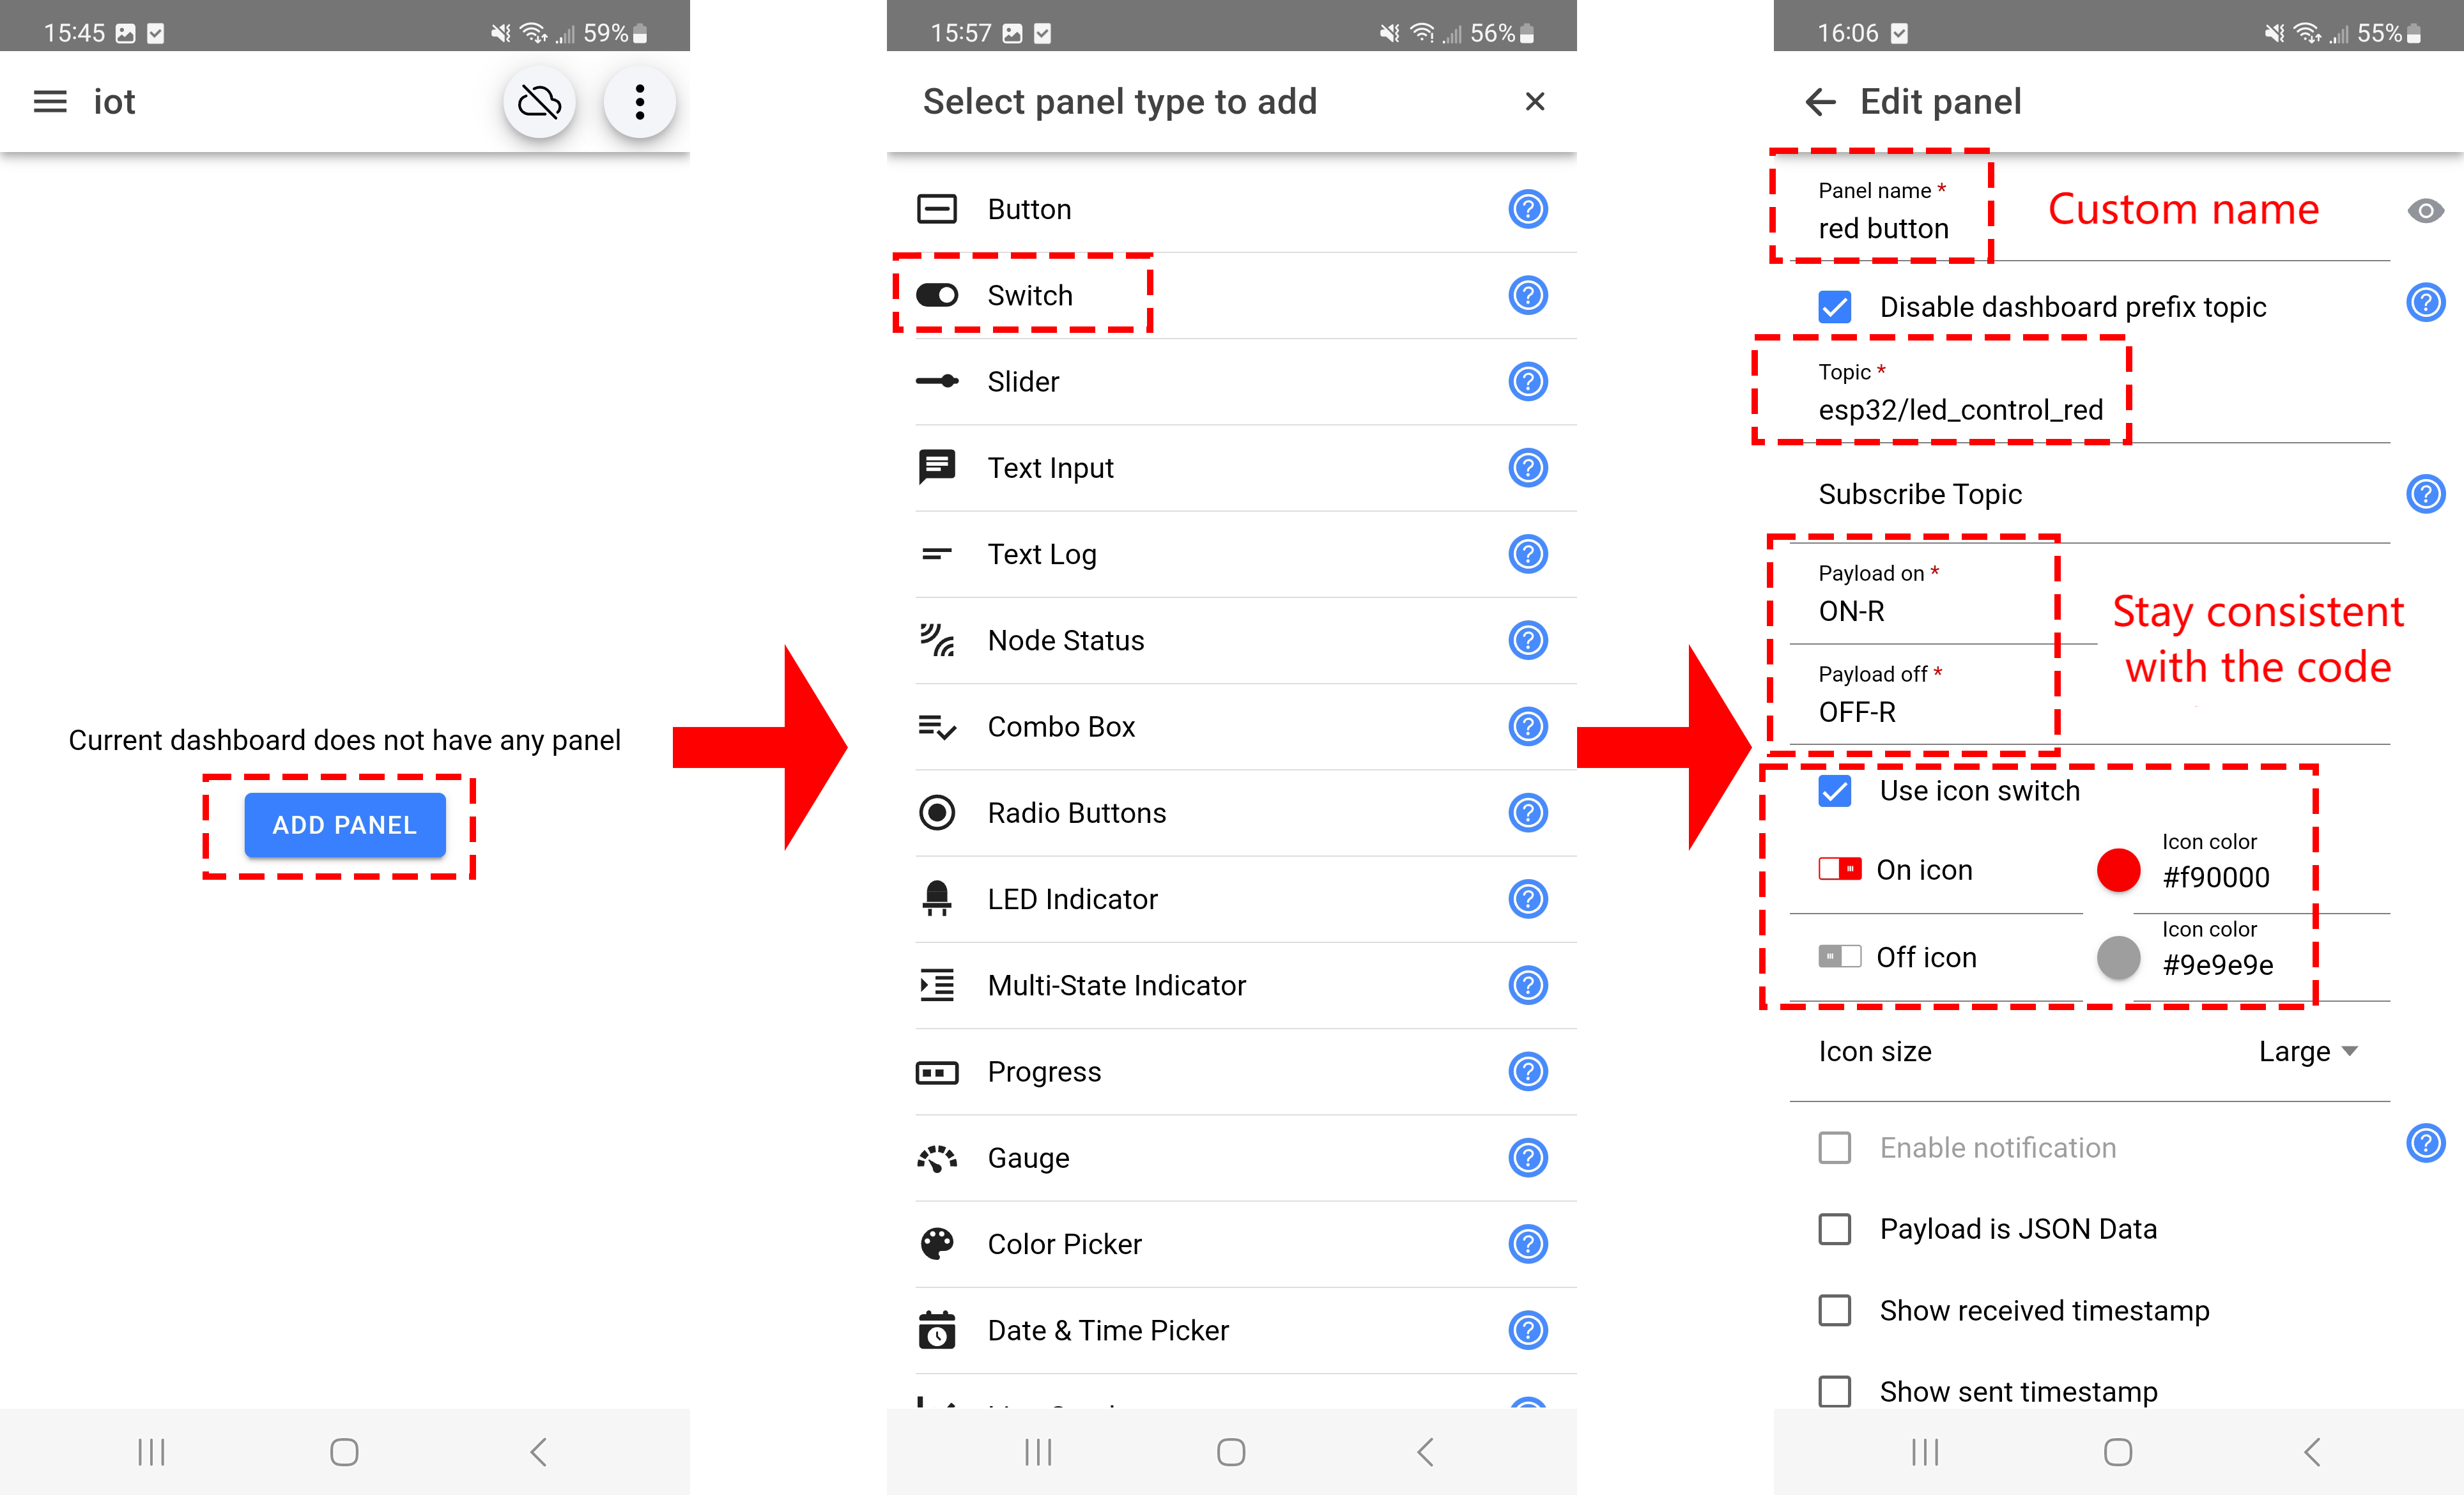 15:45
59%
iot
Current dashboard does not have any panel
ADD PANEL
15:57
56%
Select panel type to add
Button
Switch
Slider
Text Input
Text Log
Node Status
Combo Box
Radio Buttons
LED Indicator
Multi-State Indicator
Progress
Gauge
Color Picker
Date & Time Picker
16:06
55%
Edit panel
Panel name *
red button
Custom name
Disable dashboard prefix topic
Topic *
esp32/led_control_red
Subscribe Topic
Payload on *
ON-R
Payload off *
OFF-R
Stay consistent
with the code
Use icon switch
On icon
Icon color
#f90000
Off icon
Icon color
#9e9e9e
Icon size
Large
Enable notification
Payload is JSON Data
Show received timestamp
Show sent timestamp